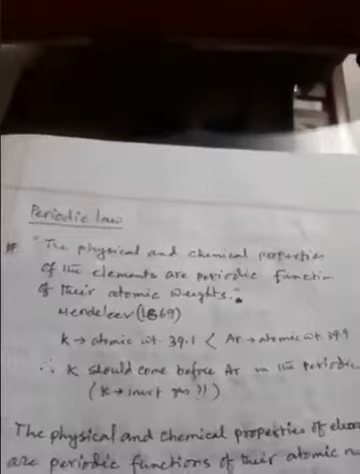 Periodic law
# "The physical and chemical properties
of the elements are periodic function
of their atomic weights".
Mendeleev (1869)
K → atomic wt 39.1 < Ar → atomic wt 39.9
∴ K should come before Ar in the periodic
(K → inert gas ?!)
The physical and chemical properties of
are periodic functions of their atomic